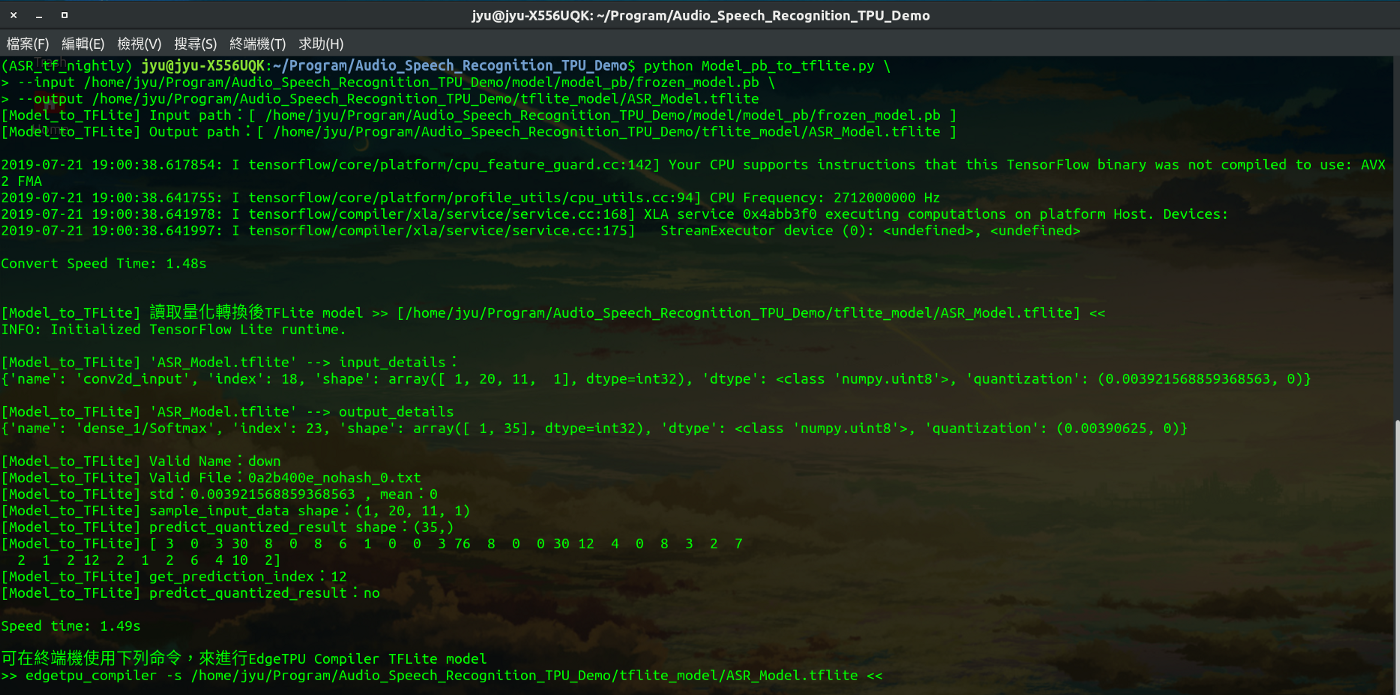 jyu@jyu-X556UQK: ~/Program/Audio_Speech_Recognition_TPU_Demo
檔案(F) 編輯(E) 檢視(V) 搜尋(S) 終端機(T) 求助(H)
(ASR_tf_nightly) jyu@jyu-X556UQK:~/Program/Audio_Speech_Recognition_TPU_Demo$ python Model_pb_to_tflite.py \
> --input /home/jyu/Program/Audio_Speech_Recognition_TPU_Demo/model/model_pb/frozen_model.pb \
> --output /home/jyu/Program/Audio_Speech_Recognition_TPU_Demo/tflite_model/ASR_Model.tflite
[Model_to_TFLite] Input path：[ /home/jyu/Program/Audio_Speech_Recognition_TPU_Demo/model/model_pb/frozen_model.pb ]
[Model_to_TFLite] Output path：[ /home/jyu/Program/Audio_Speech_Recognition_TPU_Demo/tflite_model/ASR_Model.tflite ]
2019-07-21 19:00:38.617854: I tensorflow/core/platform/cpu_feature_guard.cc:142] Your CPU supports instructions that this TensorFlow binary was not compiled to use: AVX
2 FMA
2019-07-21 19:00:38.641755: I tensorflow/core/platform/profile_utils/cpu_utils.cc:94] CPU Frequency: 2712000000 Hz
2019-07-21 19:00:38.641978: I tensorflow/compiler/xla/service/service.cc:168] XLA service 0x4abb3f0 executing computations on platform Host. Devices:
2019-07-21 19:00:38.641997: I tensorflow/compiler/xla/service/service.cc:175]   StreamExecutor device (0): <undefined>, <undefined>
Convert Speed Time: 1.48s
[Model_to_TFLite] 讀取量化轉換後TFLite model >> [/home/jyu/Program/Audio_Speech_Recognition_TPU_Demo/tflite_model/ASR_Model.tflite] <<
INFO: Initialized TensorFlow Lite runtime.
[Model_to_TFLite] 'ASR_Model.tflite' --> input_details：
{'name': 'conv2d_input', 'index': 18, 'shape': array([ 1, 20, 11,  1], dtype=int32), 'dtype': <class 'numpy.uint8'>, 'quantization': (0.003921568859368563, 0)}
[Model_to_TFLite] 'ASR_Model.tflite' --> output_details
{'name': 'dense_1/Softmax', 'index': 23, 'shape': array([ 1, 35], dtype=int32), 'dtype': <class 'numpy.uint8'>, 'quantization': (0.00390625, 0)}
[Model_to_TFLite] Valid Name：down
[Model_to_TFLite] Valid File：0a2b400e_nohash_0.txt
[Model_to_TFLite] std：0.003921568859368563 , mean：0
[Model_to_TFLite] sample_input_data shape：(1, 20, 11, 1)
[Model_to_TFLite] predict_quantized_result shape：(35,)
[Model_to_TFLite] [ 3  0  3 30  8  0  8  6  1  0  0  3 76  8  0  0 30 12  4  0  8  3  2  7
  2  1  2 12  2  1  2  6  4 10  2]
[Model_to_TFLite] get_prediction_index：12
[Model_to_TFLite] predict_quantized_result：no
Speed time: 1.49s
可在終端機使用下列命令，來進行EdgeTPU Compiler TFLite model
>> edgetpu_compiler -s /home/jyu/Program/Audio_Speech_Recognition_TPU_Demo/tflite_model/ASR_Model.tflite <<